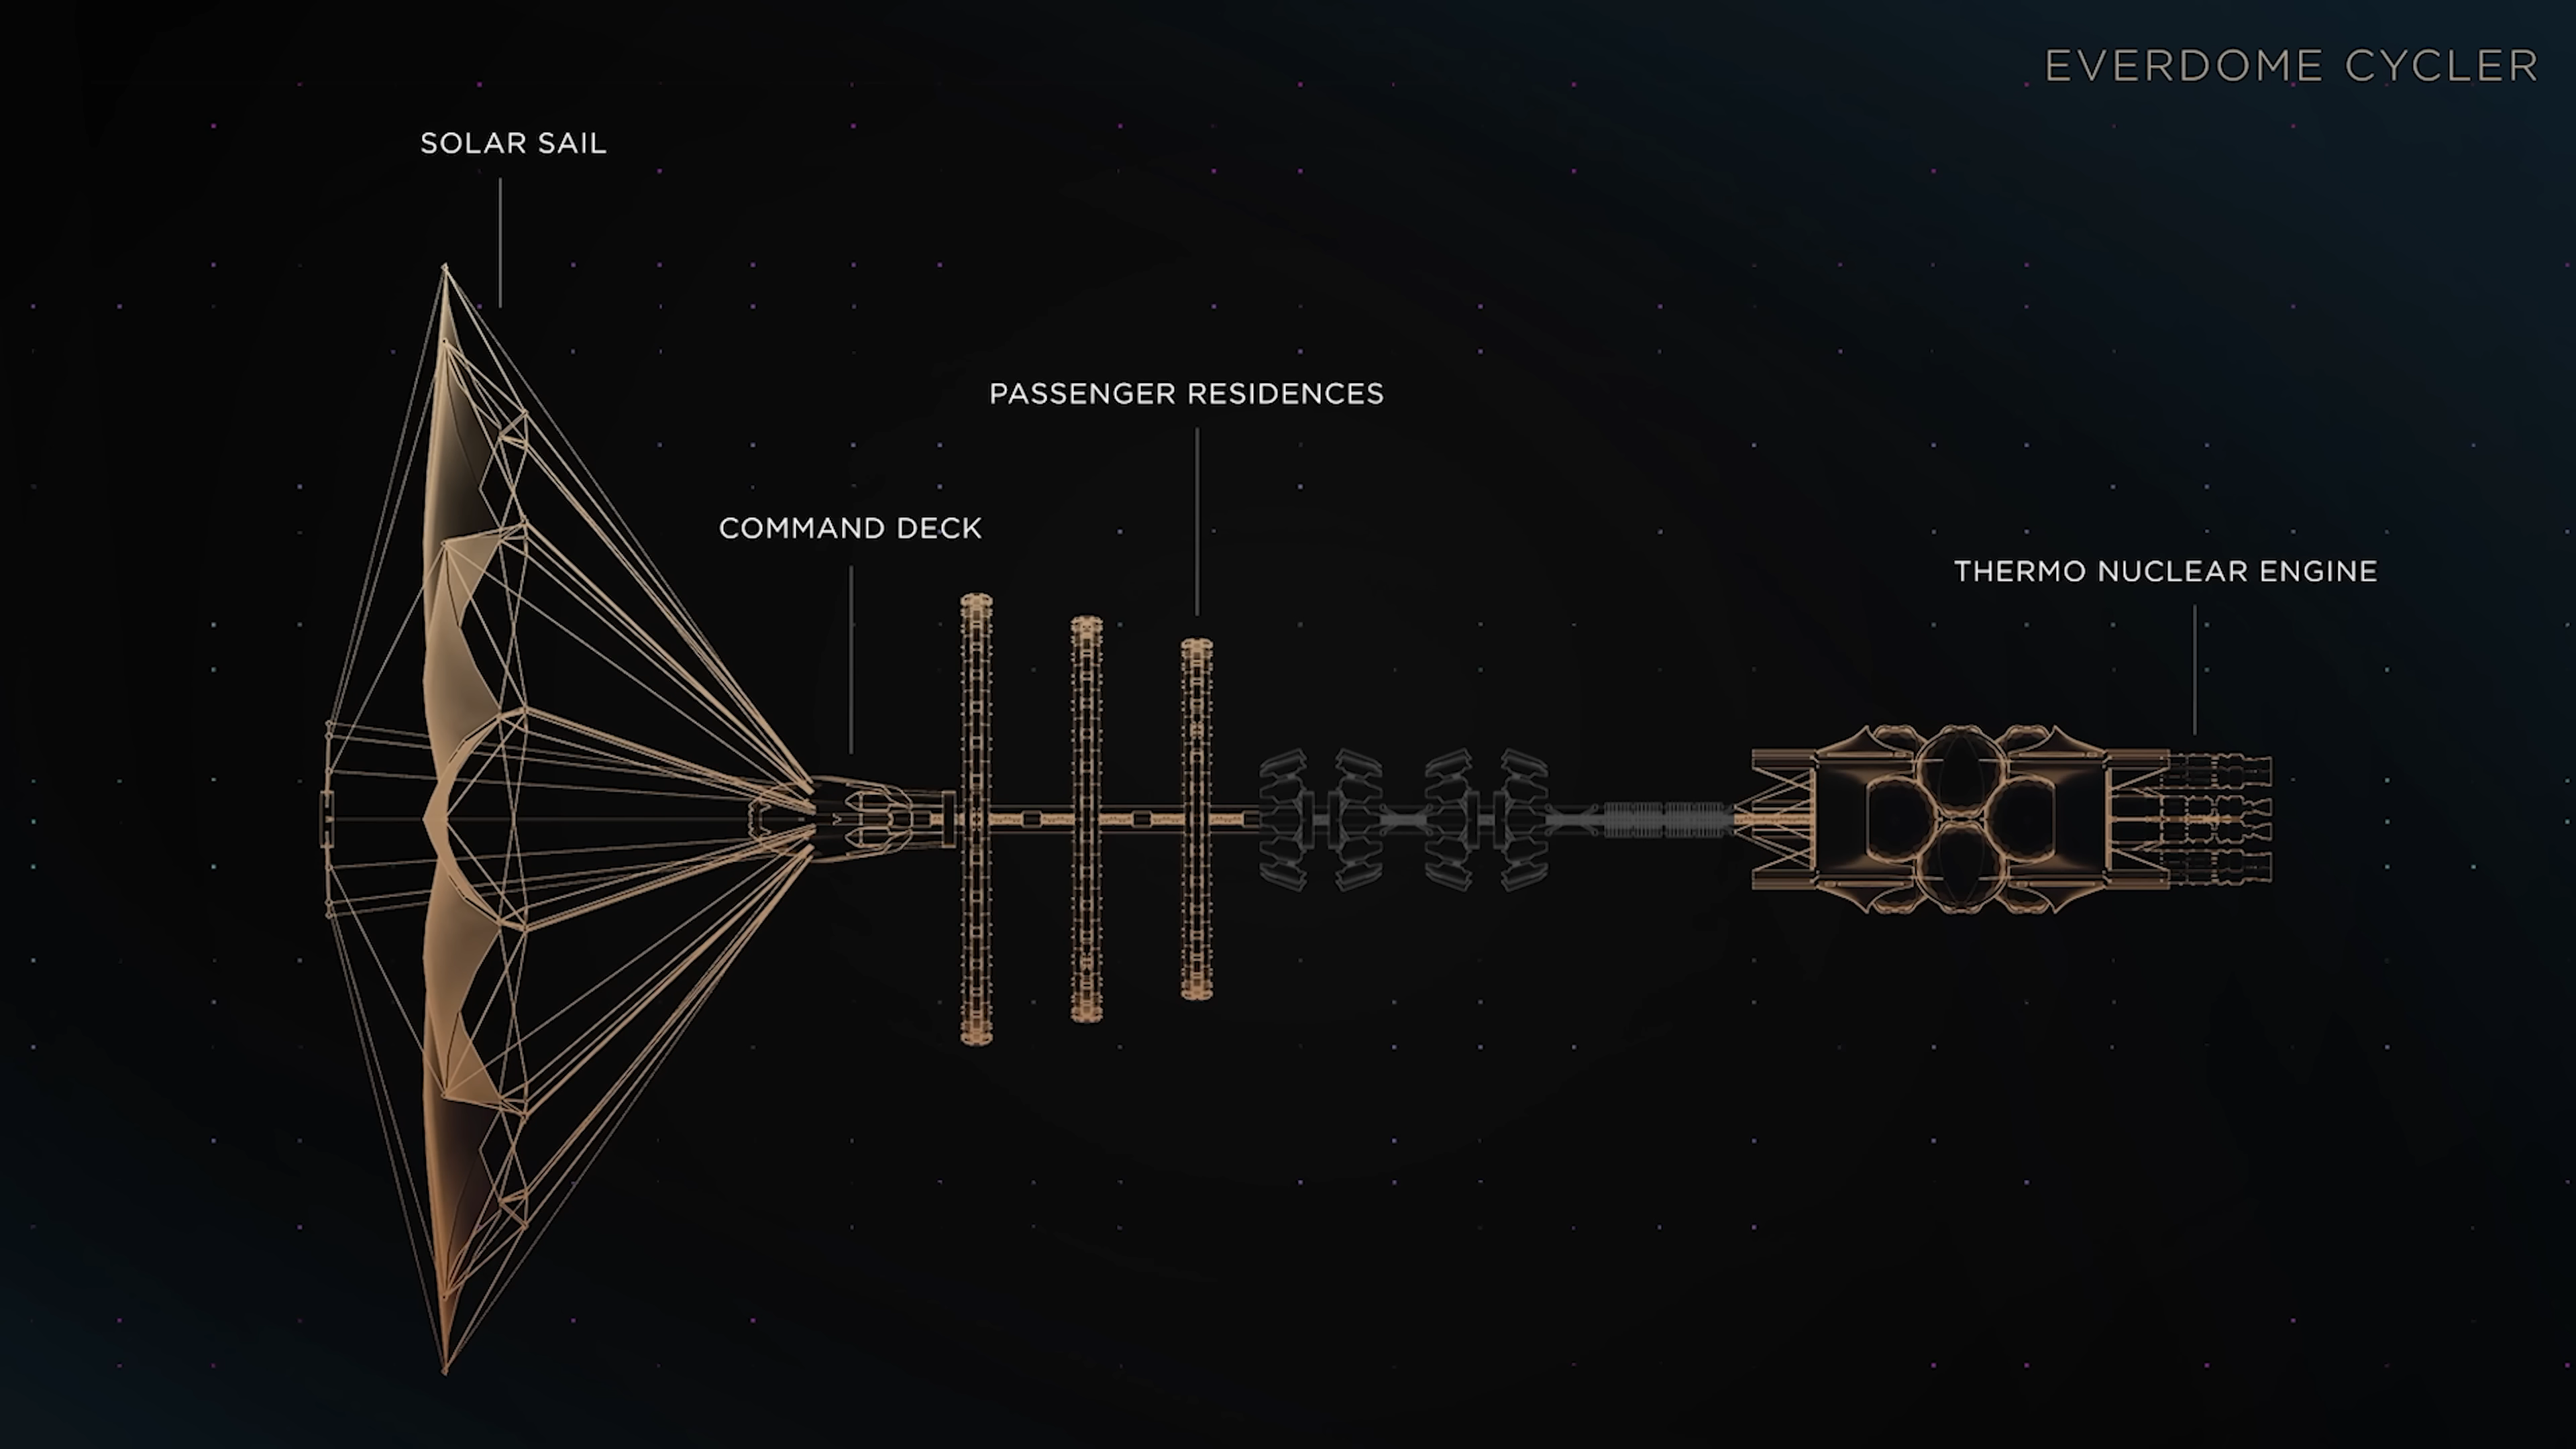 EVERDOME CYCLER
SOLAR SAIL
PASSENGER RESIDENCES
COMMAND DECK
THERMO NUCLEAR ENGINE